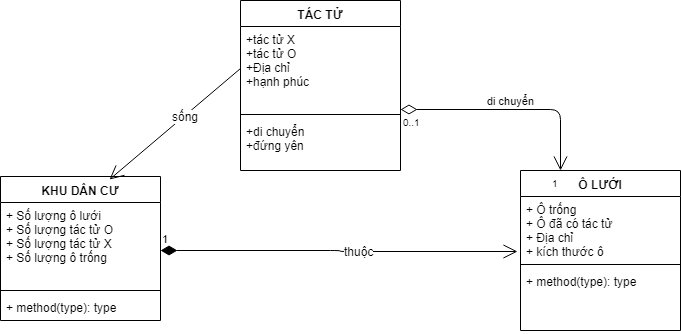 TÁC TỬ
+tác tử X
+tác tử O
+Địa chỉ
+hạnh phúc
+di chuyển
+đứng yên
di chuyển
0..1
sống
KHU DÂN CƯ
+ Số lượng ô lưới
+ Số lượng tác tử O
+ Số lượng tác tử X
+ Số lượng ô trống
+ method(type): type
1
thuộc
1
Ô LƯỚI
+ Ô trống
+ Ô đã có tác tử
+ Địa chỉ
+ kích thước ô
+ method(type): type